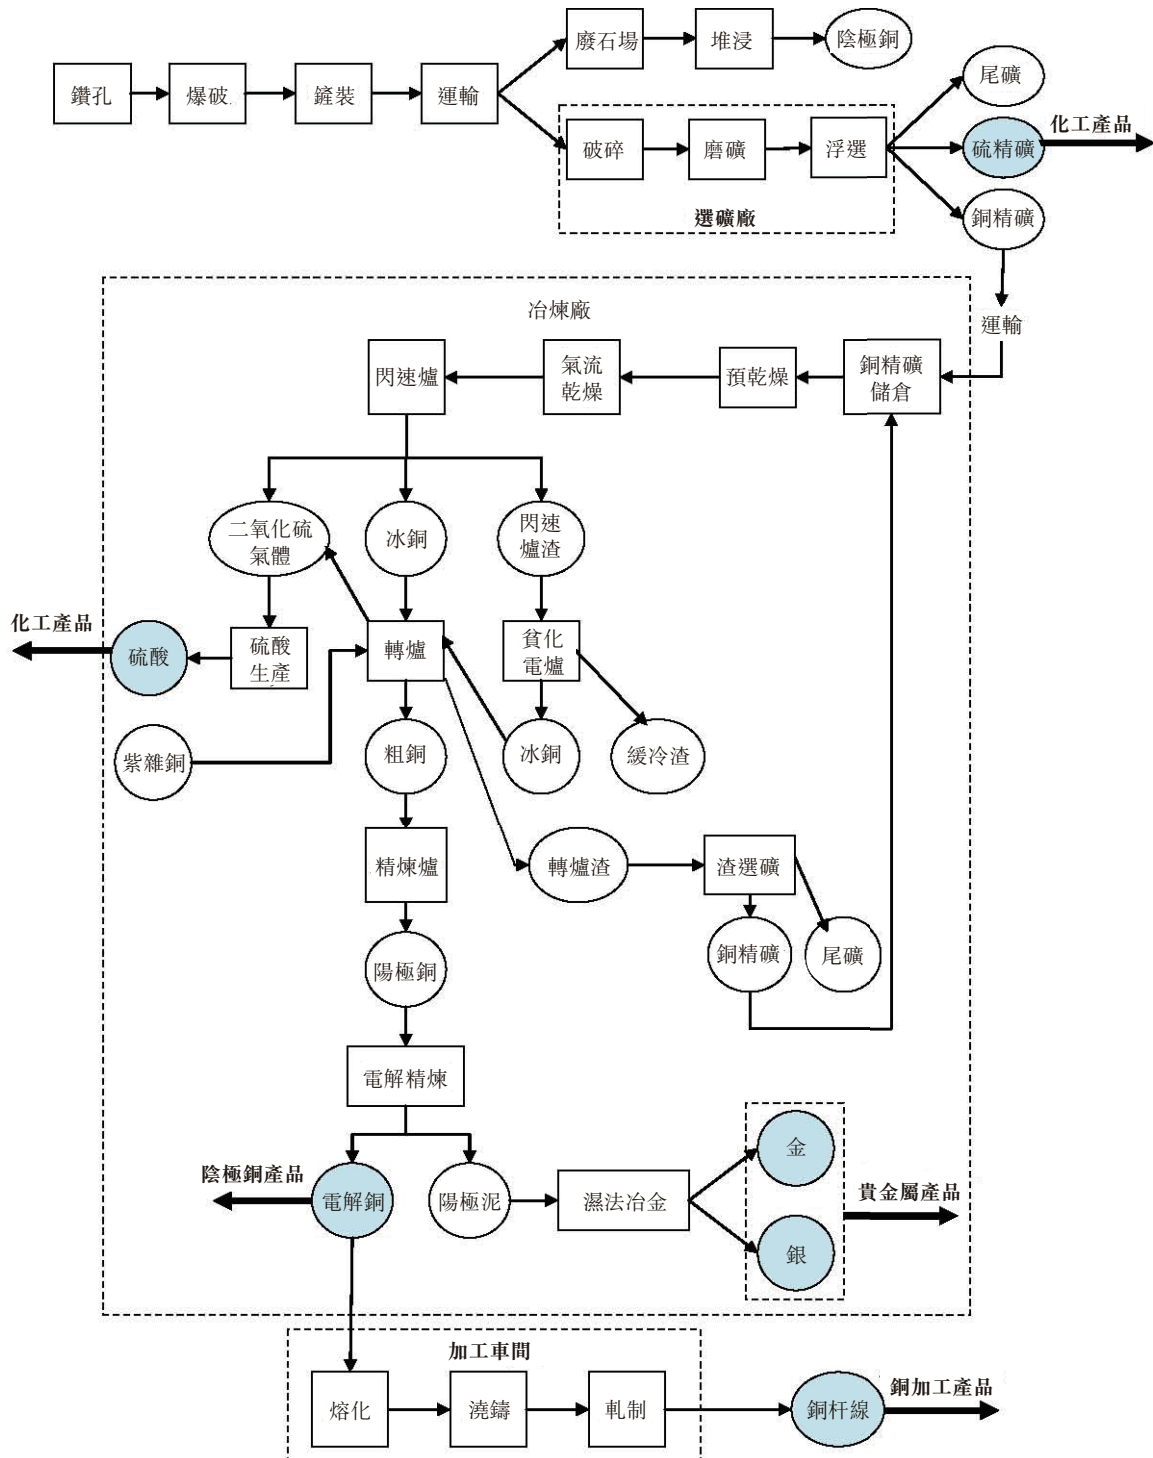 廢石場
堆浸
陰極銅
鑽孔
爆破
鏟裝
運輸
尾礦
化工產品
破碎
磨礦
浮選
硫精礦
選礦廠
銅精礦
冶煉廠
運輸
閃速爐
氣流
乾燥
預乾燥
銅精礦
儲倉
二氧化硫
氣體
冰銅
閃速
爐渣
化工產品
硫酸
硫酸
生產
轉爐
貧化
電爐
紫雜銅
粗銅
冰銅
緩冷渣
精煉爐
轉爐渣
渣選礦
陽極銅
銅精礦
尾礦
電解精煉
金
陰極銅產品
電解銅
陽極泥
濕法冶金
貴金屬產品
銀
加工車間
銅加工產品
熔化
澆鑄
軋制
銅杆線